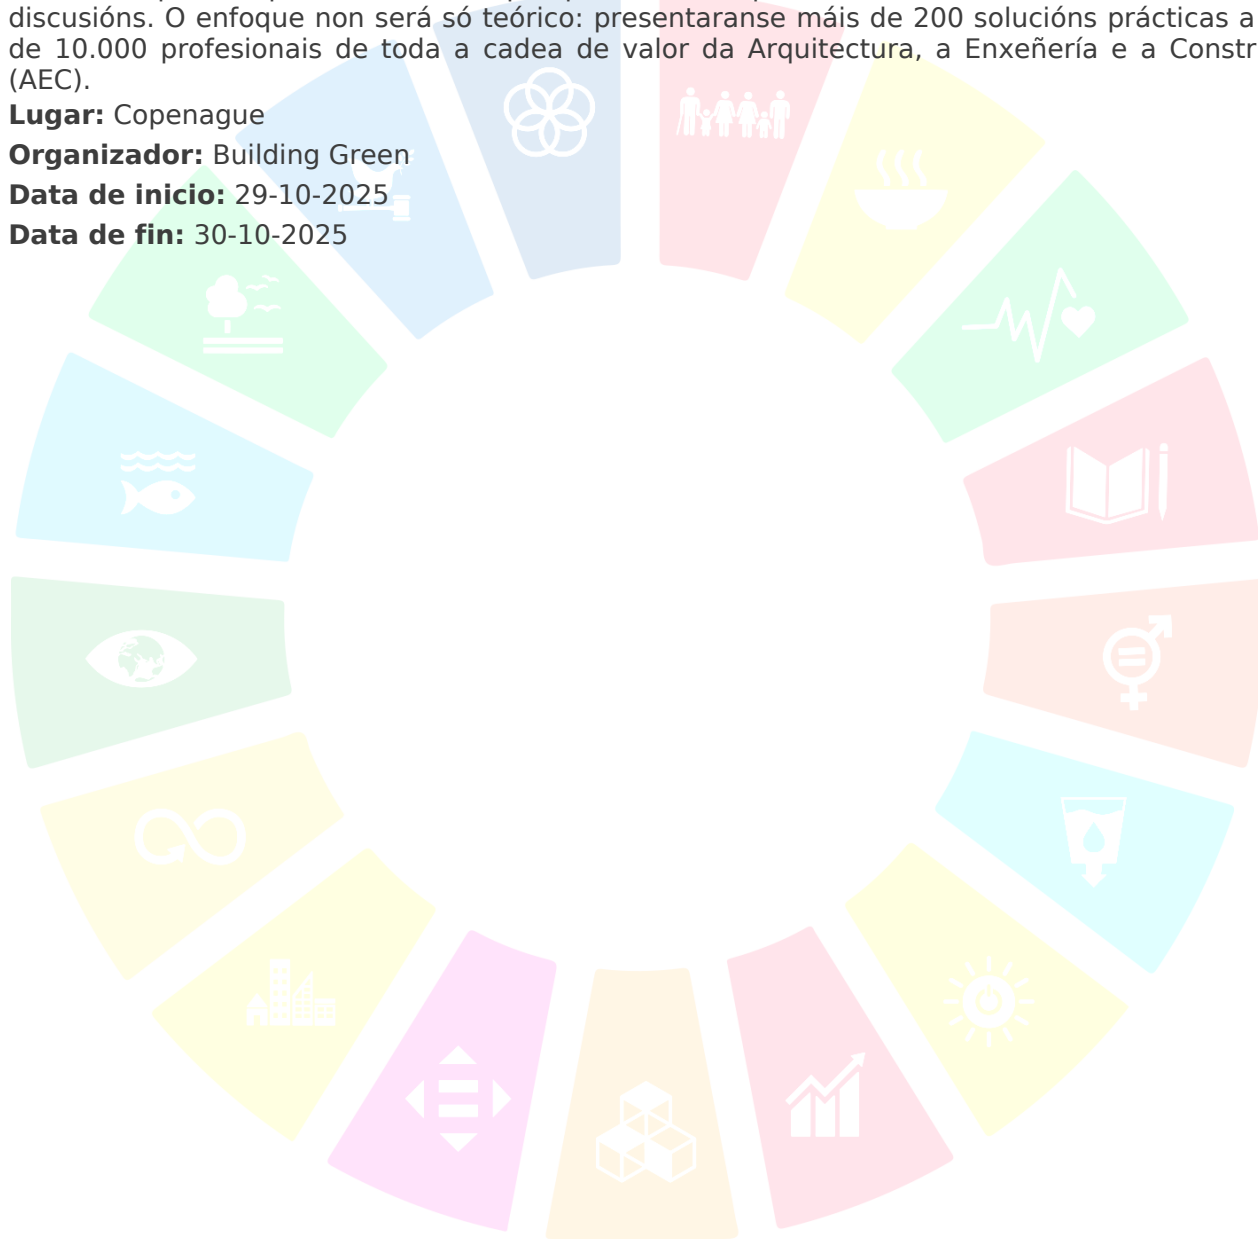 discusións. O enfoque non será só teórico: presentaranse máis de 200 solucións prácticas a
de 10.000 profesionais de toda a cadea de valor da Arquitectura, a Enxeñería e a Constr
(AEC).
Lugar: Copenague
Organizador: Building Green
Data de inicio: 29-10-2025
Data de fin: 30-10-2025